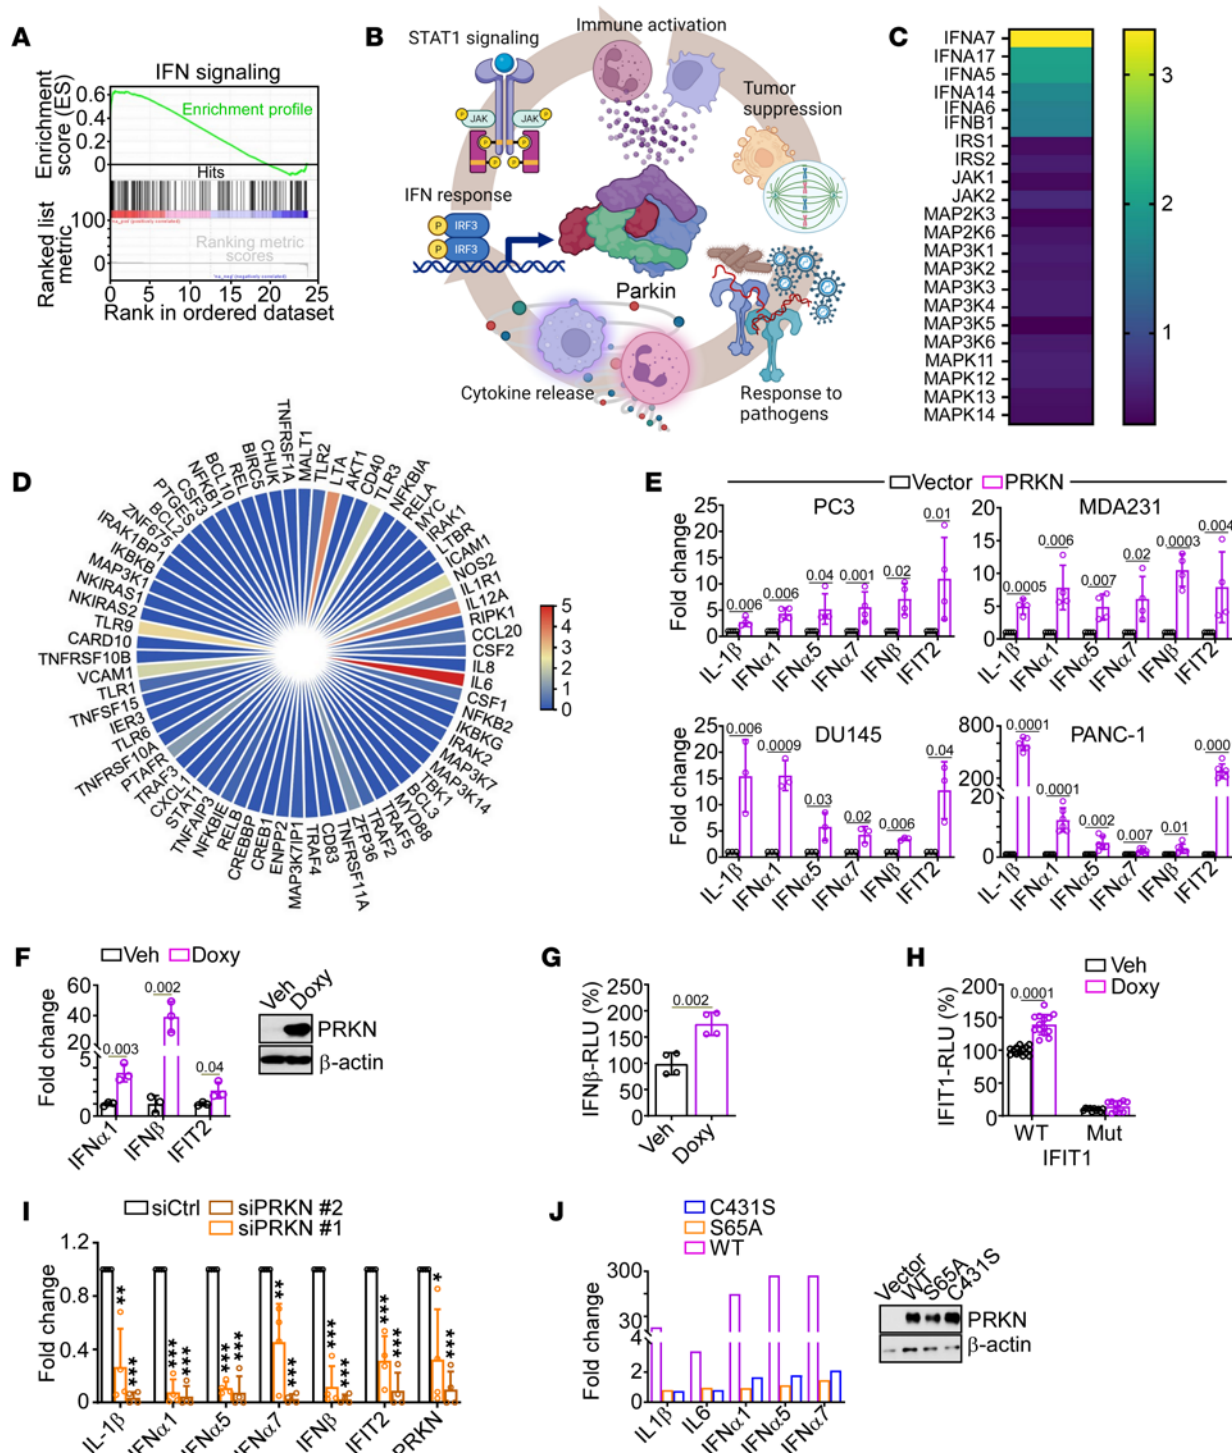 A
IFN signaling
Enrichment
score (ES)
0.6
0.4
0.2
0
Enrichment profile
Hits
Ranked list
metric
100
0
Ranking metric
scores
0 5 10 15 20 25
Rank in ordered dataset
B
Immune activation
STAT1 signaling
Tumor
suppression
P P
JAK JAK
P P
P P
IFN response
P IRF3
P IRF3
Parkin
Cytokine release
Response to
pathogens
C
IFNA7
IFNA17
IFNA5
IFNA14
IFNA6
IFNB1
IRS1
IRS2
JAK1
JAK2
MAP2K3
MAP2K6
MAP3K1
MAP3K2
MAP3K3
MAP3K4
MAP3K5
MAP3K6
MAPK11
MAPK12
MAPK13
MAPK14
3
2
1
D
MALT1
TLR2
LTA
AKT1
CD40
TLR3
NFKBIA
RELA
MYC
IRAK1
LTBR
ICAM1
NOS2
IL1R1
IL12A
RIPK1
CCL20
CSF2
IL8
IL6
CSF1
NFKB2
IKBKG
IRAK2
MAP3K7
MAP3K14
TBK1
BCL3
MYD88
TRAF5
TRAF2
ZFP36
TNFRSF11A
CD83
TRAF4
MAP3K7IP1
ENPP2
CREB1
CREBBP
RELB
NFKBIE
TNFAIP3
STAT1
CXCL1
TRAF3
PTAFR
TNFRSF10A
TLR6
IER3
TNFSF15
TLR1
VCAM1
TNFRSF10B
CARD10
TLR9
NKIRAS2
NKIRAS1
MAP3K1
IKBKB
IRAK1BP1
ZNF675
BCL2
PTGES
CSF3
NFKB1
BCL10
REL
BIRC5
CHUK
TNFRSF1A
5
4
3
2
1
0
E
Vector PRKN
PC3
Fold change
25
20
15
10
5
0
0.006 0.006 0.04 0.001 0.02 0.01
IL-1β IFNα1 IFNα5 IFNα7 IFNβ IFIT2
MDA231
20
15
10
5
0
0.0005 0.006 0.007 0.02 0.0003 0.004
IL-1β IFNα1 IFNα5 IFNα7 IFNβ IFIT2
DU145
Fold change
25
20
15
10
5
0
0.006 0.0009 0.03 0.02 0.006 0.04
IL-1β IFNα1 IFNα5 IFNα7 IFNβ IFIT2
PANC-1
800
200
20
10
0
0.0001 0.0001 0.002 0.007 0.01 0.000
IL-1β IFNα1 IFNα5 IFNα7 IFNβ IFIT2
F
Veh Doxy
Fold change
60
40
20
5
0
0.003 0.002 0.04
IFNα1 IFNβ IFIT2
Veh Doxy
PRKN
β-actin
G
IFNβ-RLU (%)
250
200
150
100
50
0
0.002
Veh Doxy
H
Veh
Doxy
IFIT1-RLU (%)
200
150
100
50
0
0.0001
WT Mut
IFIT1
I
siCtrl siPRKN #2
siPRKN #1
Fold change
1.2
0.8
0.4
0
** *** *** *** *** *** ** *** *** *** *** *** * ***
IL-1β IFNα1 IFNα5 IFNα7 IFNβ IFIT2 PRKN
J
C431S
S65A
WT
Fold change
300
30
4
2
0
IL1β IL6 IFNα1 IFNα5 IFNα7
Vector WT S65A C431S
PRKN
β-actin